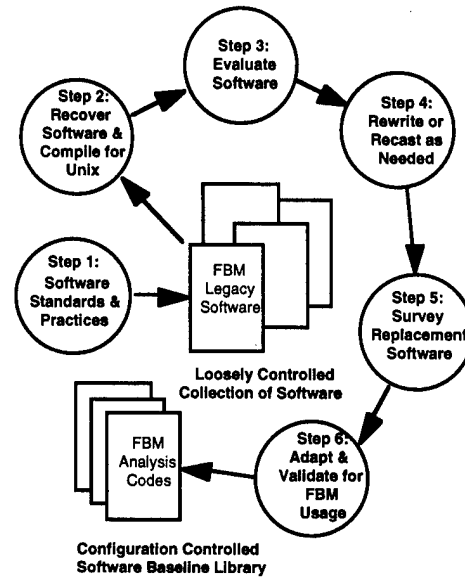 Step 1:
Software
Standards &
Practices
FBM
Legacy
Software
Loosely Controlled
Collection of Software
Step 2:
Recover
Software &
Compile for
Unix
Step 3:
Evaluate
Software
Step 4:
Rewrite or
Recast as
Needed
Step 5:
Survey
Replacement
Software
Step 6:
Adapt &
Validate for
FBM
Usage
FBM
Analysis
Codes
Configuration Controlled
Software Baseline Library